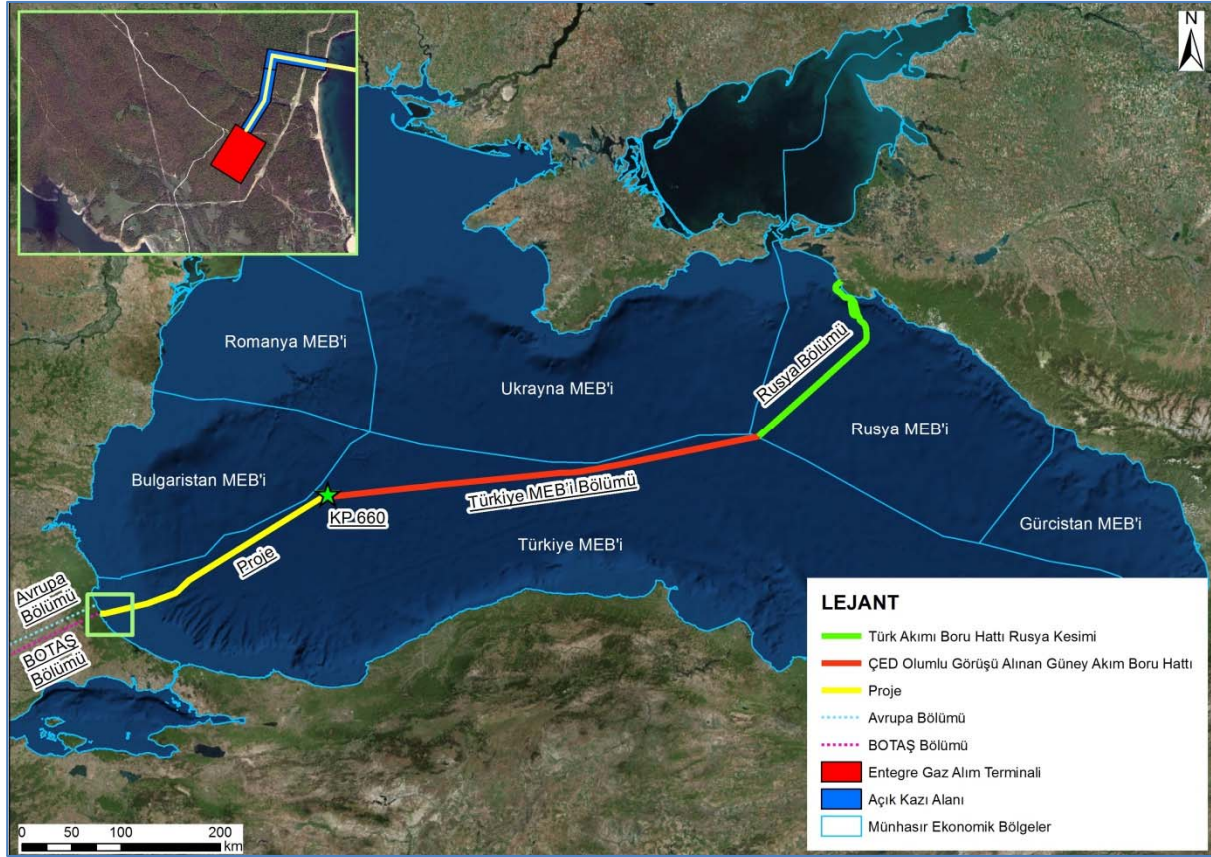 N
Romanya MEB'i
Ukrayna MEB'i
Rusya Bölümü
Rusya MEB'i
Bulgaristan MEB'i
KP 660
Türkiye MEB'i Bölümü
Gürcistan MEB'i
Türkiye MEB'i
Proje
Avrupa
Bölümü
BOTAŞ
Bölümü
LEJANT
Türk Akımı Boru Hattı Rusya Kesimi
ÇED Olumlu Görüşü Alınan Güney Akım Boru Hattı
Proje
Avrupa Bölümü
BOTAŞ Bölümü
Entegre Gaz Alım Terminali
Açık Kazı Alanı
Münhasır Ekonomik Bölgeler
0 50 100 200
km